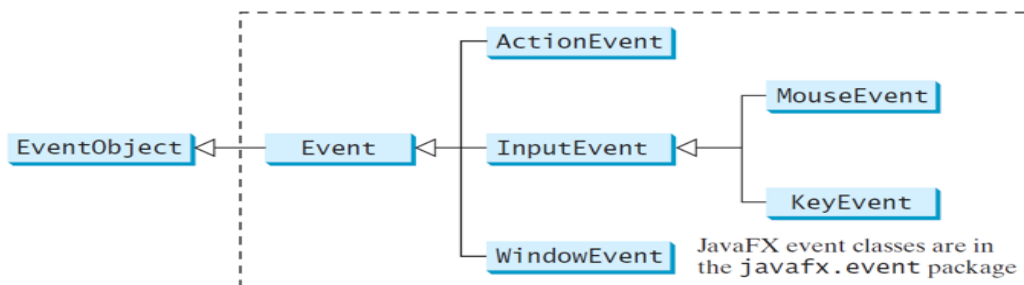 ActionEvent
MouseEvent
EventObject
Event
InputEvent
KeyEvent
WindowEvent
JavaFX event classes are in
the javafx.event package